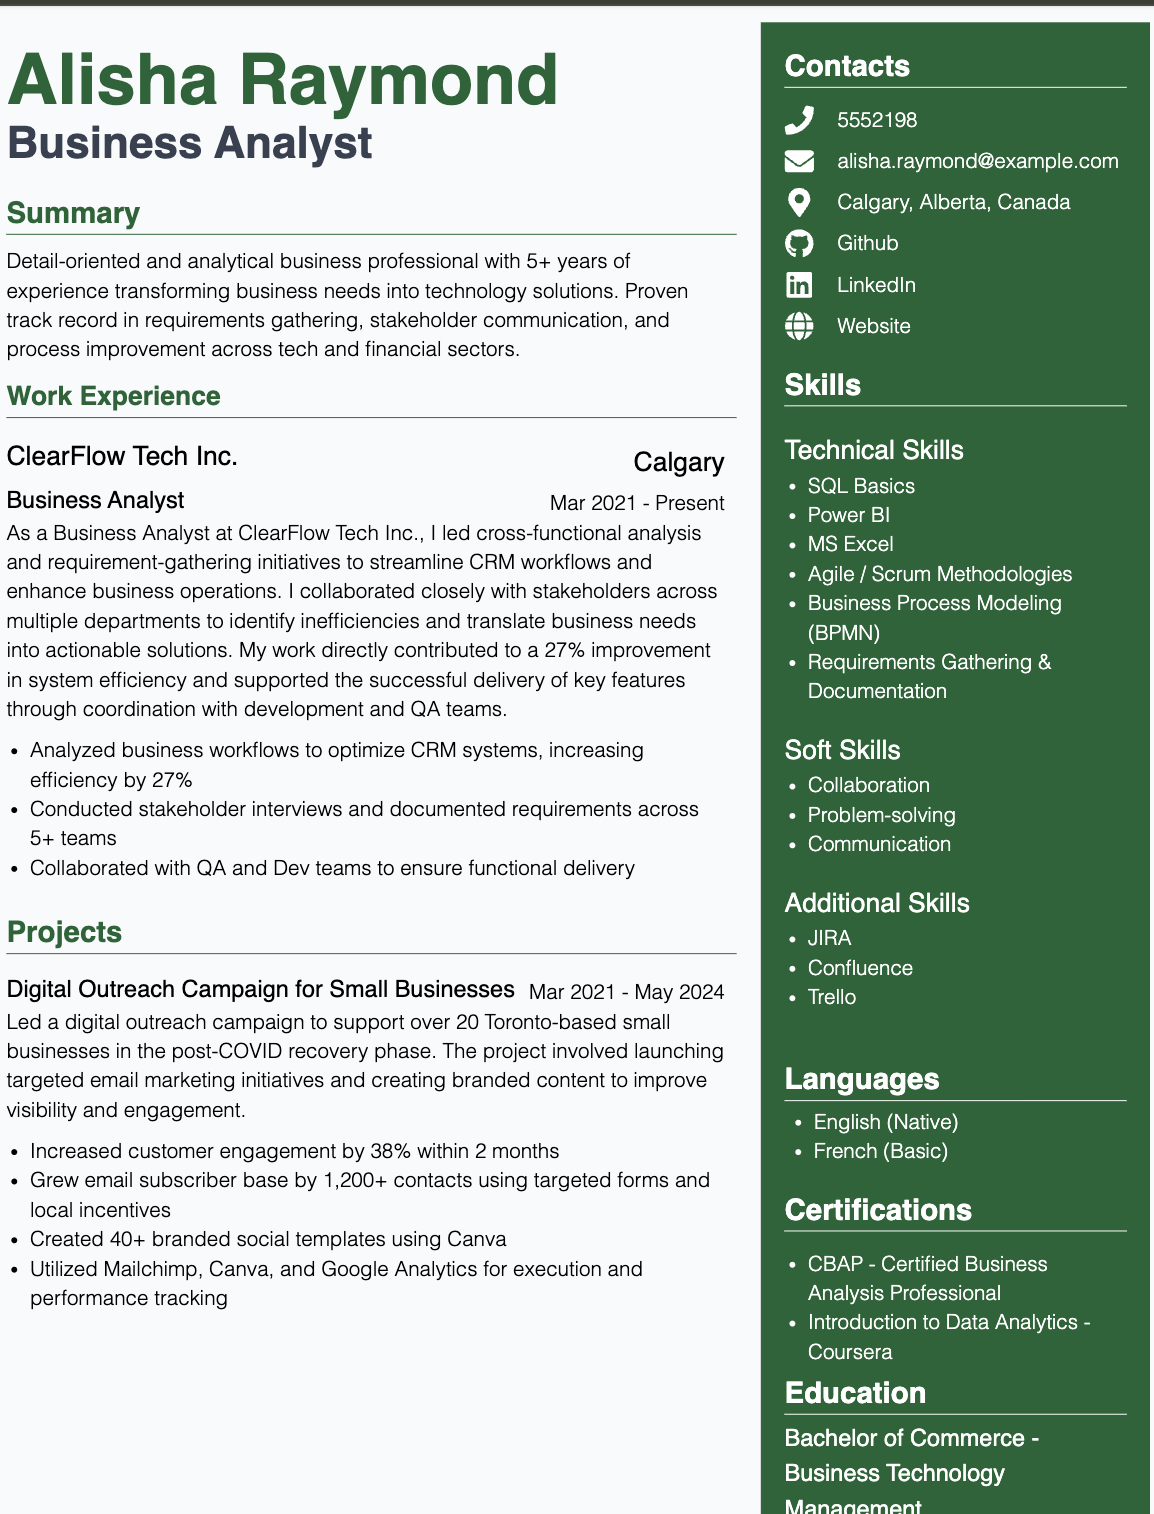 Alisha Raymond
Business Analyst
Summary
Detail-oriented and analytical business professional with 5+ years of
experience transforming business needs into technology solutions. Proven
track record in requirements gathering, stakeholder communication, and
process improvement across tech and financial sectors.
Work Experience
ClearFlow Tech Inc.
Calgary
Business Analyst
Mar 2021 - Present
As a Business Analyst at ClearFlow Tech Inc., I led cross-functional analysis
and requirement-gathering initiatives to streamline CRM workflows and
enhance business operations. I collaborated closely with stakeholders across
multiple departments to identify inefficiencies and translate business needs
into actionable solutions. My work directly contributed to a 27% improvement
in system efficiency and supported the successful delivery of key features
through coordination with development and QA teams.
• Analyzed business workflows to optimize CRM systems, increasing
efficiency by 27%
• Conducted stakeholder interviews and documented requirements across
5+ teams
• Collaborated with QA and Dev teams to ensure functional delivery
Projects
Digital Outreach Campaign for Small Businesses
Mar 2021 - May 2024
Led a digital outreach campaign to support over 20 Toronto-based small
businesses in the post-COVID recovery phase. The project involved launching
targeted email marketing initiatives and creating branded content to improve
visibility and engagement.
• Increased customer engagement by 38% within 2 months
• Grew email subscriber base by 1,200+ contacts using targeted forms and
local incentives
• Created 40+ branded social templates using Canva
• Utilized Mailchimp, Canva, and Google Analytics for execution and
performance tracking
Contacts
5552198
alisha.raymond@example.com
Calgary, Alberta, Canada
Github
LinkedIn
Website
Skills
Technical Skills
• SQL Basics
• Power BI
• MS Excel
• Agile / Scrum Methodologies
• Business Process Modeling
(BPMN)
• Requirements Gathering &
Documentation
Soft Skills
• Collaboration
• Problem-solving
• Communication
Additional Skills
• JIRA
• Confluence
• Trello
Languages
• English (Native)
• French (Basic)
Certifications
• CBAP - Certified Business
Analysis Professional
• Introduction to Data Analytics -
Coursera
Education
Bachelor of Commerce -
Business Technology
Management